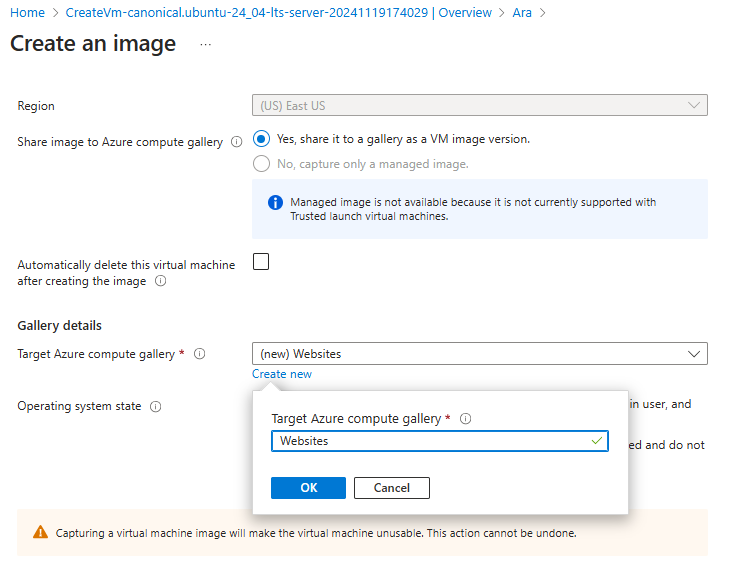 Home > CreateVm-canonical.ubuntu-24_04-lts-server-20241119174029 | Overview > Ara >
Create an image ...
Region
(US) East US
Share image to Azure compute gallery
Yes, share it to a gallery as a VM image version.
No, capture only a managed image.
Managed image is not available because it is not currently supported with
Trusted launch virtual machines.
Automatically delete this virtual machine
after creating the image
Gallery details
Target Azure compute gallery *
(new) Websites
Create new
Operating system state
in user, and
ed and do not
Target Azure compute gallery *
Websites
OK
Cancel
Capturing a virtual machine image will make the virtual machine unusable. This action cannot be undone.